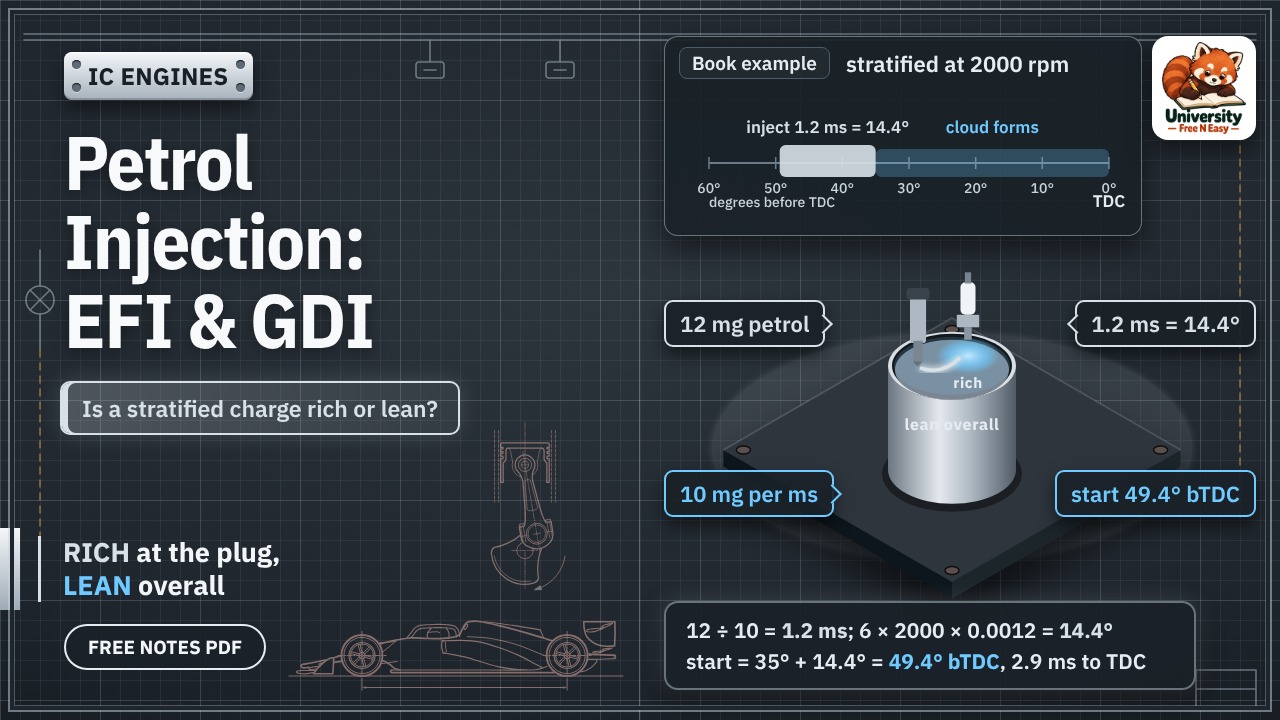 IC ENGINES
Petrol
Injection:
EFI & GDI
Is a stratified charge rich or lean?
RICH at the plug,
LEAN overall
FREE NOTES PDF
Book example
stratified at 2000 rpm
inject 1.2 ms = 14.4°
cloud forms
60° 50° 40° 30° 20° 10° 0°
degrees before TDC
TDC
University
Free N Easy
12 mg petrol
1.2 ms = 14.4°
rich
lean overall
10 mg per ms
start 49.4° bTDC
12 ÷ 10 = 1.2 ms; 6 × 2000 × 0.0012 = 14.4°
start = 35° + 14.4° = 49.4° bTDC, 2.9 ms to TDC